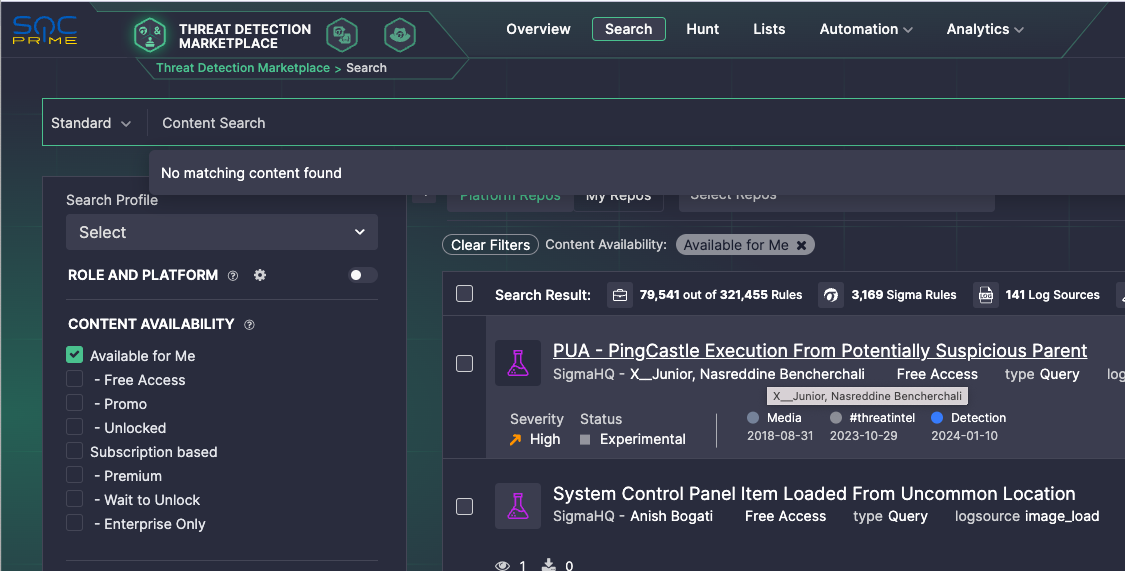 SOC PRIME
THREAT DETECTION MARKETPLACE
Overview
Search
Hunt
Lists
Automation
Analytics
Threat Detection Marketplace > Search
Standard
Content Search
No matching content found
Search Profile
Select
ROLE AND PLATFORM
CONTENT AVAILABILITY
Available for Me
- Free Access
- Promo
- Unlocked
Subscription based
- Premium
- Wait to Unlock
- Enterprise Only
Platform Repos
My Repos
Select Repos
Clear Filters
Content Availability:
Available for Me
Search Result:
79,541 out of 321,455 Rules
3,169 Sigma Rules
141 Log Sources
PUA - PingCastle Execution From Potentially Suspicious Parent
SigmaHQ - X__Junior, Nasreddine Bencherchali
Free Access
type Query
X__Junior, Nasreddine Bencherchali
Severity
High
Status
Experimental
Media
2018-08-31
#threatintel
2023-10-29
Detection
2024-01-10
System Control Panel Item Loaded From Uncommon Location
SigmaHQ - Anish Bogati
Free Access
type Query
logsource image_load
1
0